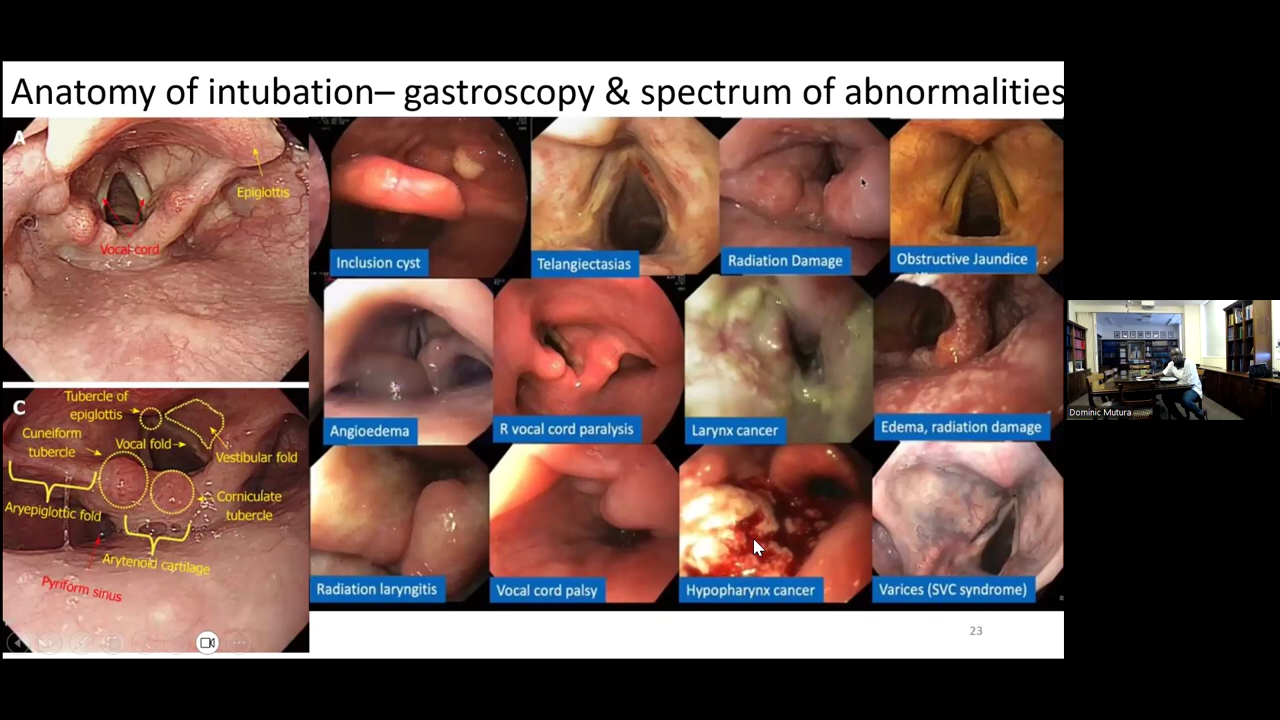 Anatomy of intubation– gastroscopy & spectrum of abnormalities
A
Epiglottis
Vocal cord
Inclusion cyst
Telangiectasias
Radiation Damage
Obstructive Jaundice
Angioedema
R vocal cord paralysis
Larynx cancer
Edema, radiation damage
C
Tubercle of
epiglottis
Cuneiform
tubercle
Vocal fold
Vestibular fold
Corniculate
tubercle
Aryepiglottic fold
Arytenoid cartilage
Pyriform sinus
Radiation laryngitis
Vocal cord palsy
Hypopharynx cancer
Varices (SVC syndrome)
23
Dominic Mutura